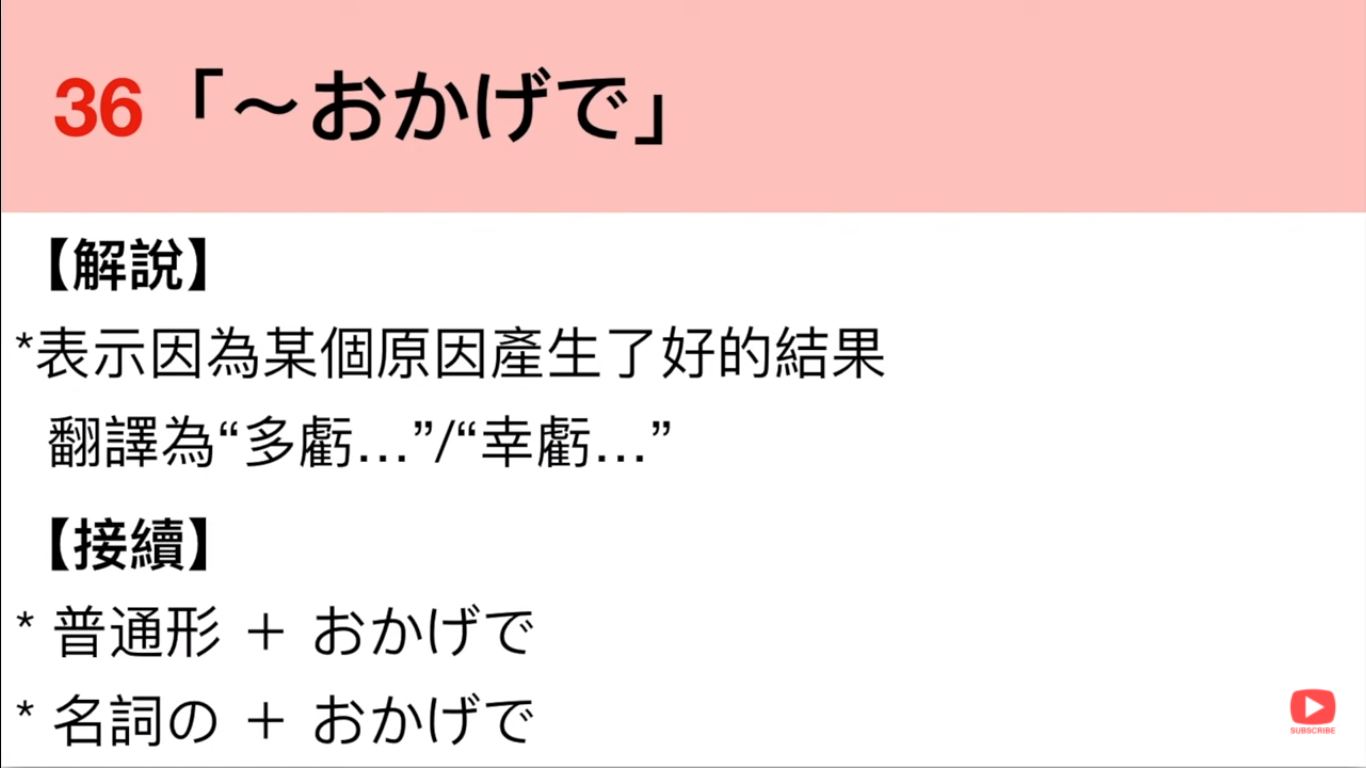 36「～おかげで」
【解說】
*表示因為某個原因產生了好的結果
翻譯為“多虧…”/“幸虧…”
【接續】
* 普通形 ＋ おかげで
* 名詞の ＋ おかげで
SUBSCRIBE